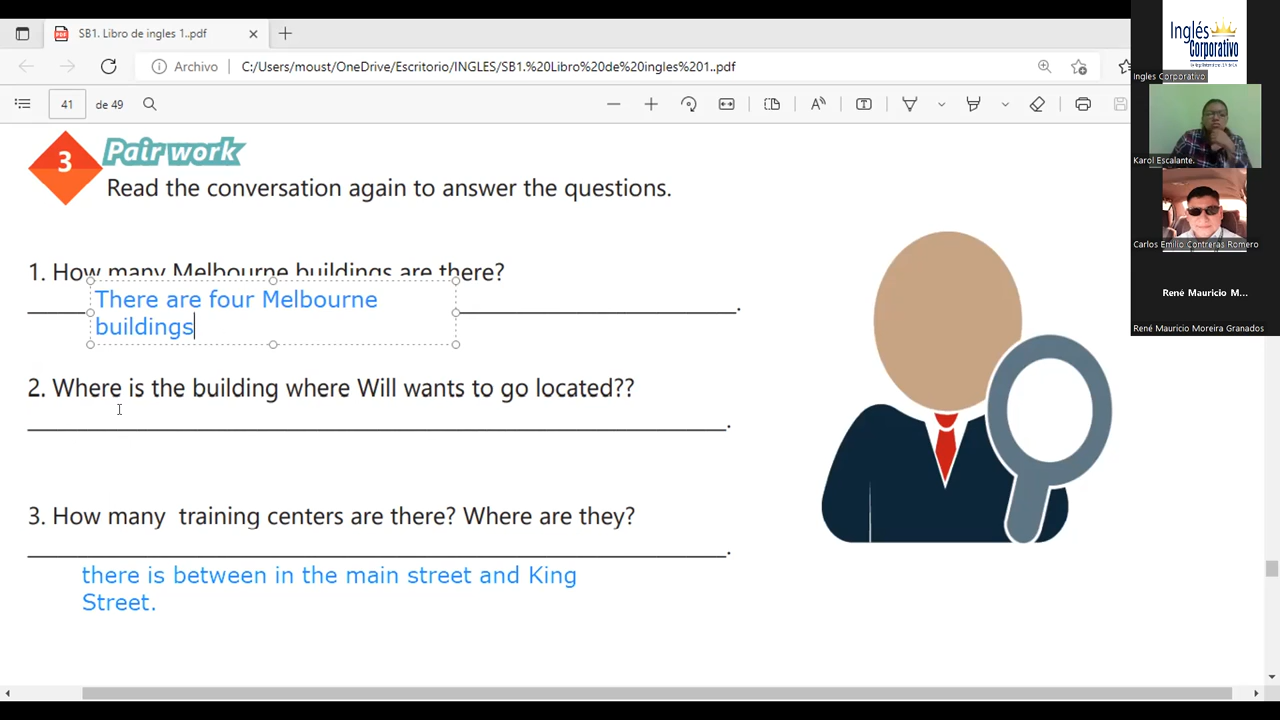 SB1. Libro de ingles 1..pdf
Archivo
C:/Users/moust/OneDrive/Escritorio/INGLES/SB1.%20Libro%20de%20ingles%201..pdf
41 de 49
3 Pair work
Read the conversation again to answer the questions.
1. How many Melbourne buildings are there?
There are four Melbourne
buildings
2. Where is the building where Will wants to go located??
3. How many training centers are there? Where are they?
there is between in the main street and King
Street.
Inglés
Corporativo
Ingles Corporativo
Karol Escalante.
Carlos Emilio Contreras Romero
René Mauricio M...
René Mauricio Moreira Granados